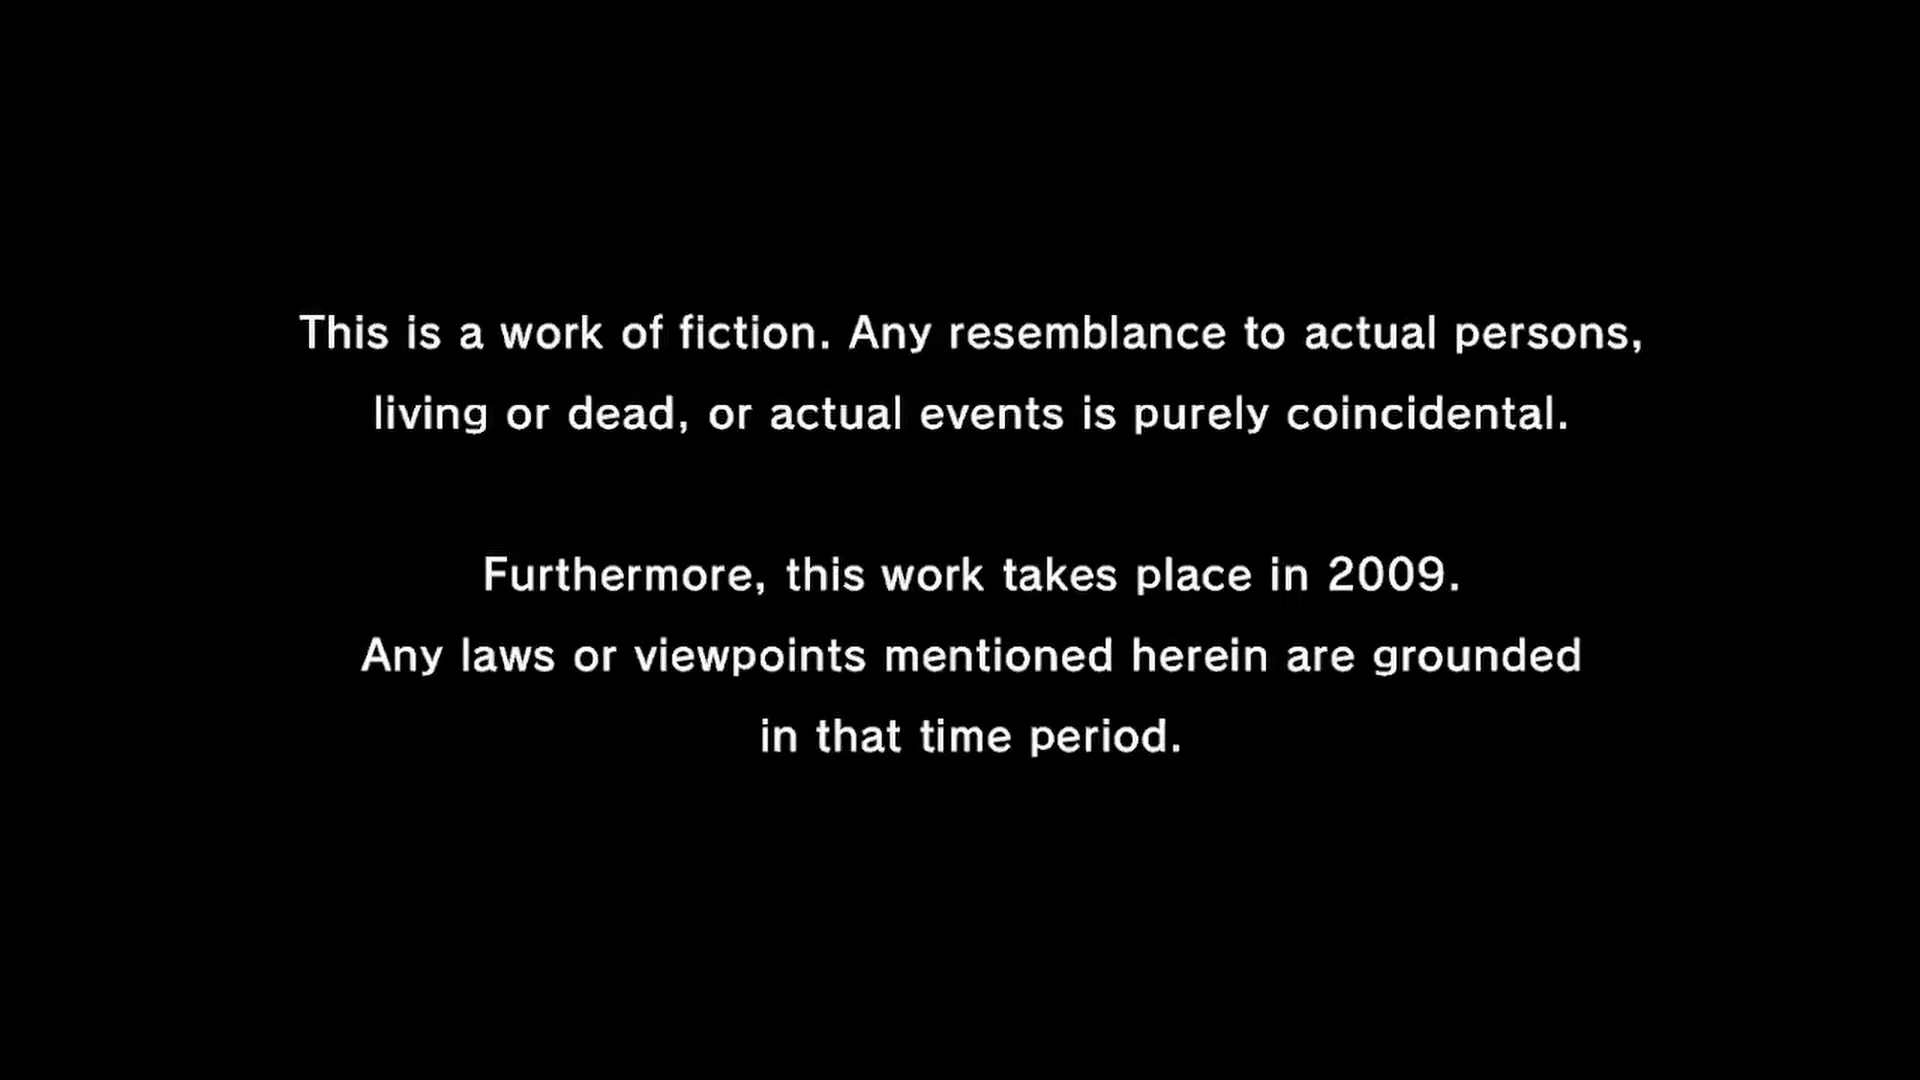 This is a work of fiction. Any resemblance to actual persons,
living or dead, or actual events is purely coincidental.
Furthermore, this work takes place in 2009.
Any laws or viewpoints mentioned herein are grounded
in that time period.